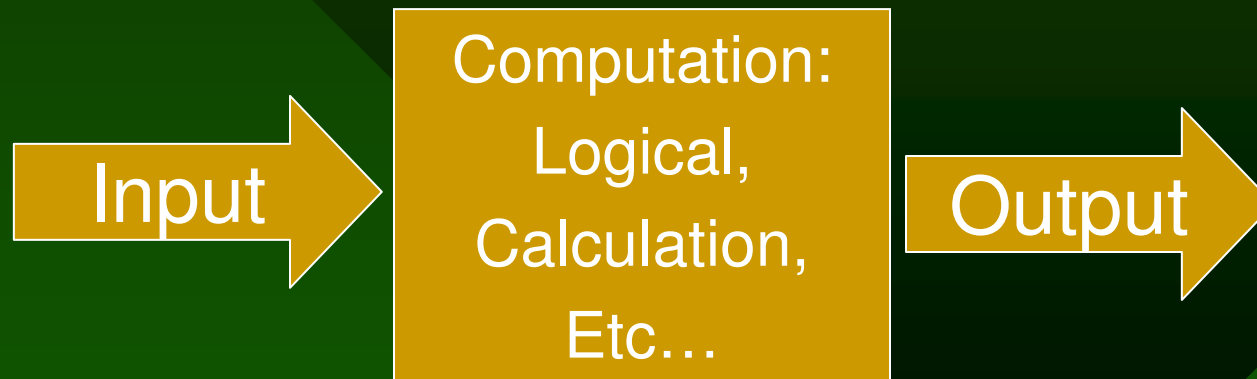 Input
Computation:
Logical,
Calculation,
Etc…
Output